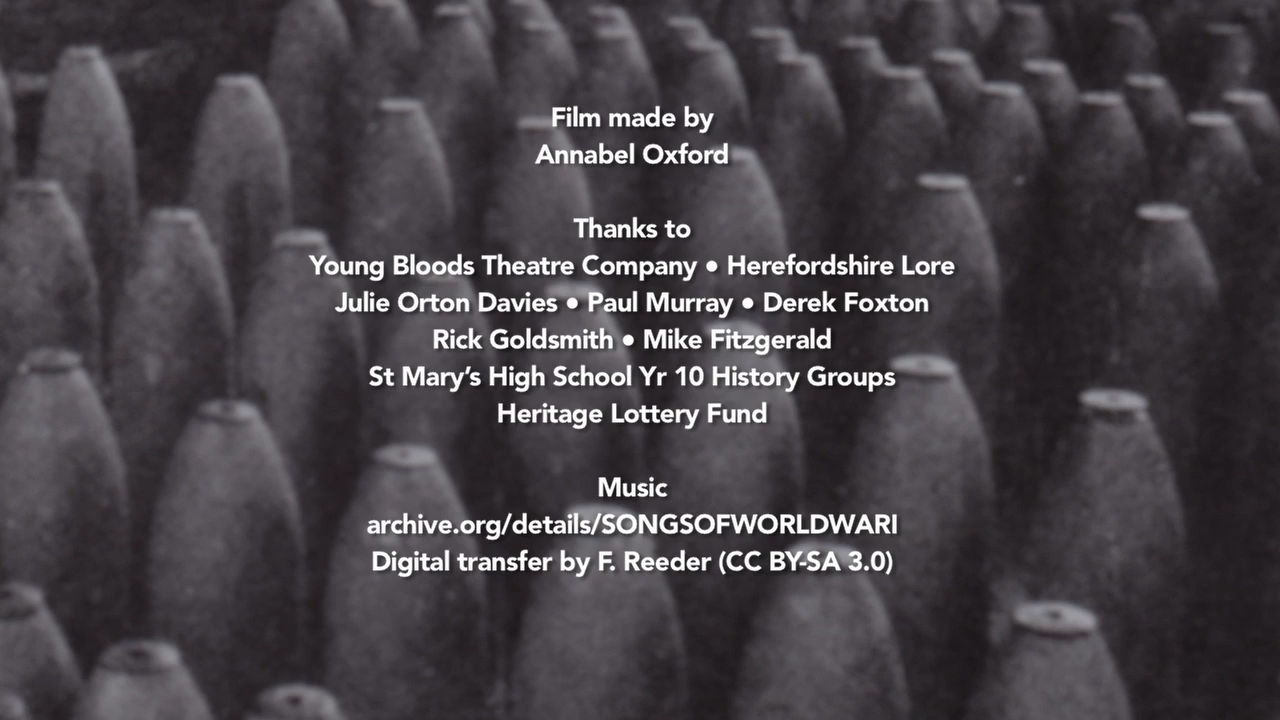 Film made by
Annabel Oxford
Thanks to
Young Bloods Theatre Company • Herefordshire Lore
Julie Orton Davies • Paul Murray • Derek Foxton
Rick Goldsmith • Mike Fitzgerald
St Mary’s High School Yr 10 History Groups
Heritage Lottery Fund
Music
archive.org/details/SONGSOFWORLDWARI
Digital transfer by F. Reeder (CC BY-SA 3.0)